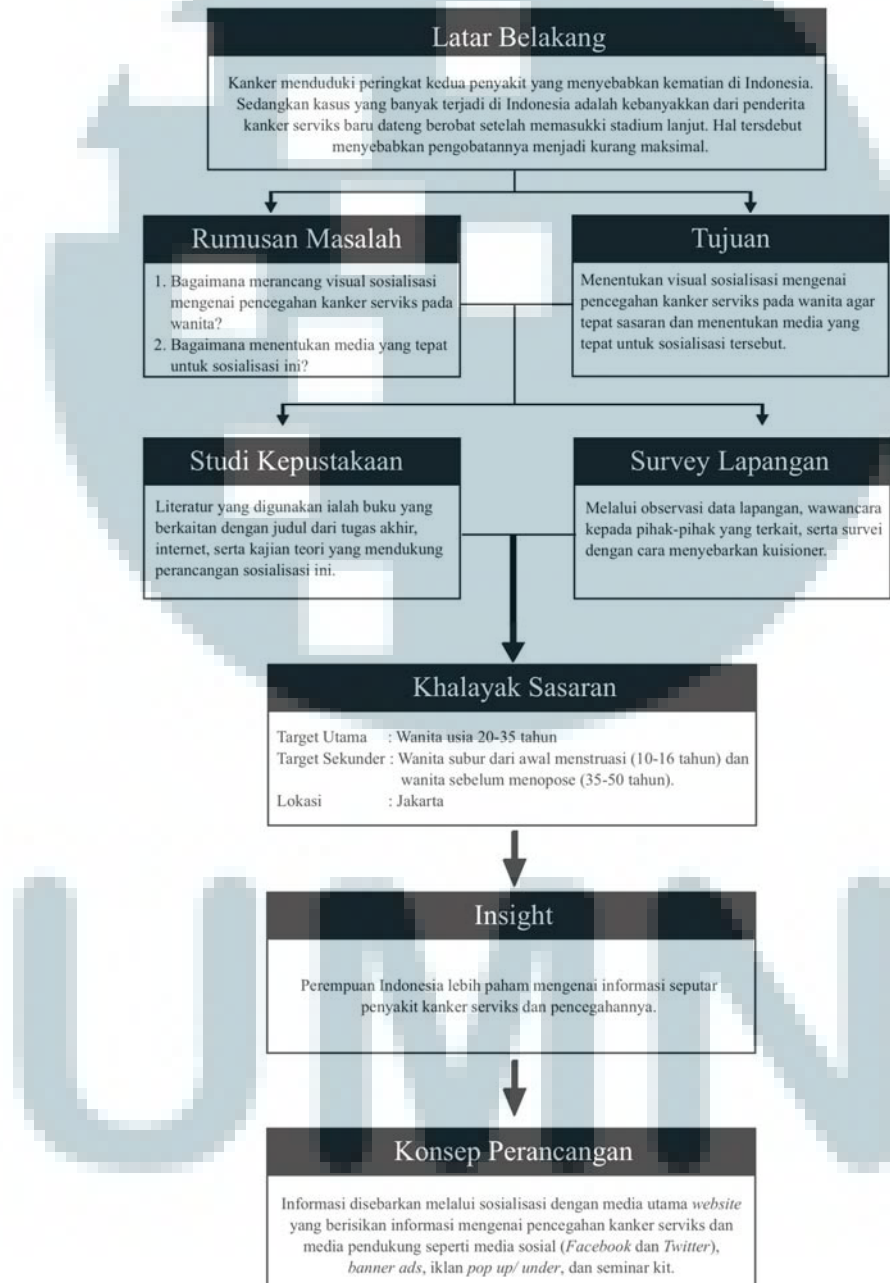 Latar Belakang
Kanker menduduki peringkat kedua penyakit yang menyebabkan kematian di Indonesia.
Sedangkan kasus yang banyak terjadi di Indonesia adalah kebanyakkan dari penderita
kanker serviks baru dateng berobat setelah memasukki stadium lanjut. Hal tersdebut
menyebabkan pengobatannya menjadi kurang maksimal.
Rumusan Masalah
1. Bagaimana merancang visual sosialisasi
mengenai pencegahan kanker serviks pada
wanita?
2. Bagaimana menentukan media yang tepat
untuk sosialisasi ini?
Tujuan
Menentukan visual sosialisasi mengenai
pencegahan kanker serviks pada wanita agar
tepat sasaran dan menentukan media yang
tepat untuk sosialisasi tersebut.
Studi Kepustakaan
Literatur yang digunakan ialah buku yang
berkaitan dengan judul dari tugas akhir,
internet, serta kajian teori yang mendukung
perancangan sosialisasi ini.
Survey Lapangan
Melalui observasi data lapangan, wawancara
kepada pihak-pihak yang terkait, serta survei
dengan cara menyebarkan kuisioner.
Khalayak Sasaran
Target Utama : Wanita usia 20-35 tahun
Target Sekunder : Wanita subur dari awal menstruasi (10-16 tahun) dan
wanita sebelum menopose (35-50 tahun).
Lokasi : Jakarta
Insight
Perempuan Indonesia lebih paham mengenai informasi seputar
penyakit kanker serviks dan pencegahannya.
Konsep Perancangan
Informasi disebarkan melalui sosialisasi dengan media utama website
yang berisikan informasi mengenai pencegahan kanker serviks dan
media pendukung seperti media sosial (Facebook dan Twitter),
banner ads, iklan pop up/ under, dan seminar kit.
UMN